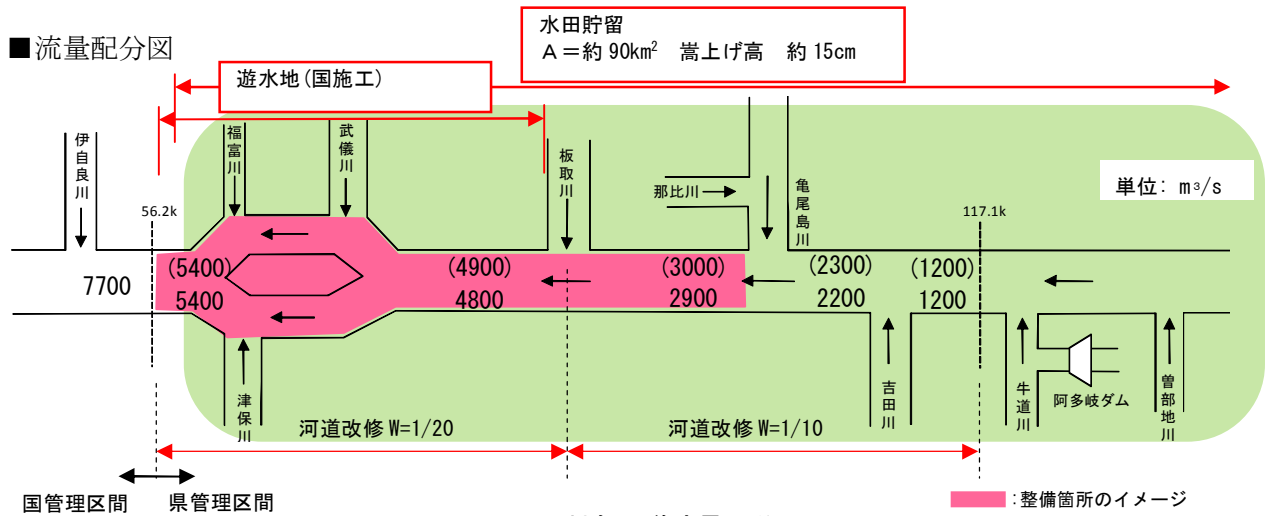 ■流量配分図
水田貯留
A=約90km² 嵩上げ高 約15cm
遊水地(国施工)
伊自良川
福富川
武儀川
板取川
那比川
亀尾島川
単位: m³/s
56.2k
117.1k
(5400)
(4900)
(3000)
(2300)
(1200)
7700
5400
4800
2900
2200
1200
津保川
吉田川
牛道川
阿多岐ダム
曽部地川
河道改修W=1/20
河道改修W=1/10
国管理区間
県管理区間
:整備箇所のイメージ